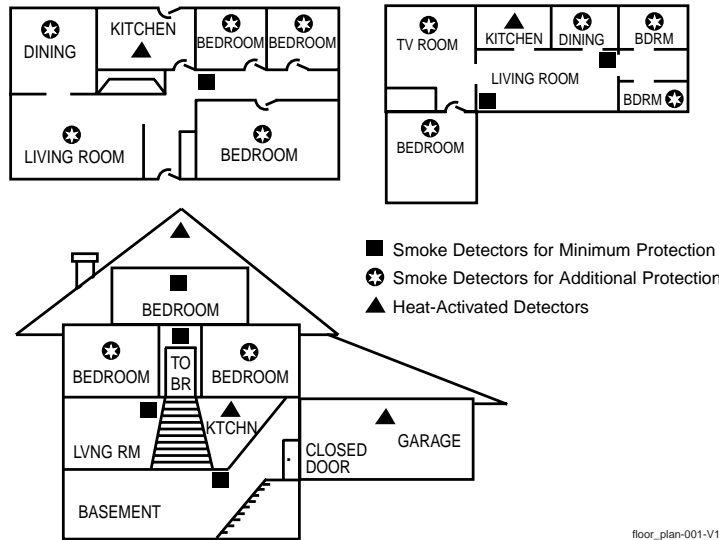 DINING
KITCHEN
BEDROOM
BEDROOM
LIVING ROOM
BEDROOM
TV ROOM
KITCHEN
DINING
BDRM
LIVING ROOM
BDRM
BEDROOM
Smoke Detectors for Minimum Protection
Smoke Detectors for Additional Protection
Heat-Activated Detectors
BEDROOM
BEDROOM
TO
BR
BEDROOM
LVNG RM
KTCHN
CLOSED
DOOR
GARAGE
BASEMENT
floor_plan-001-V1